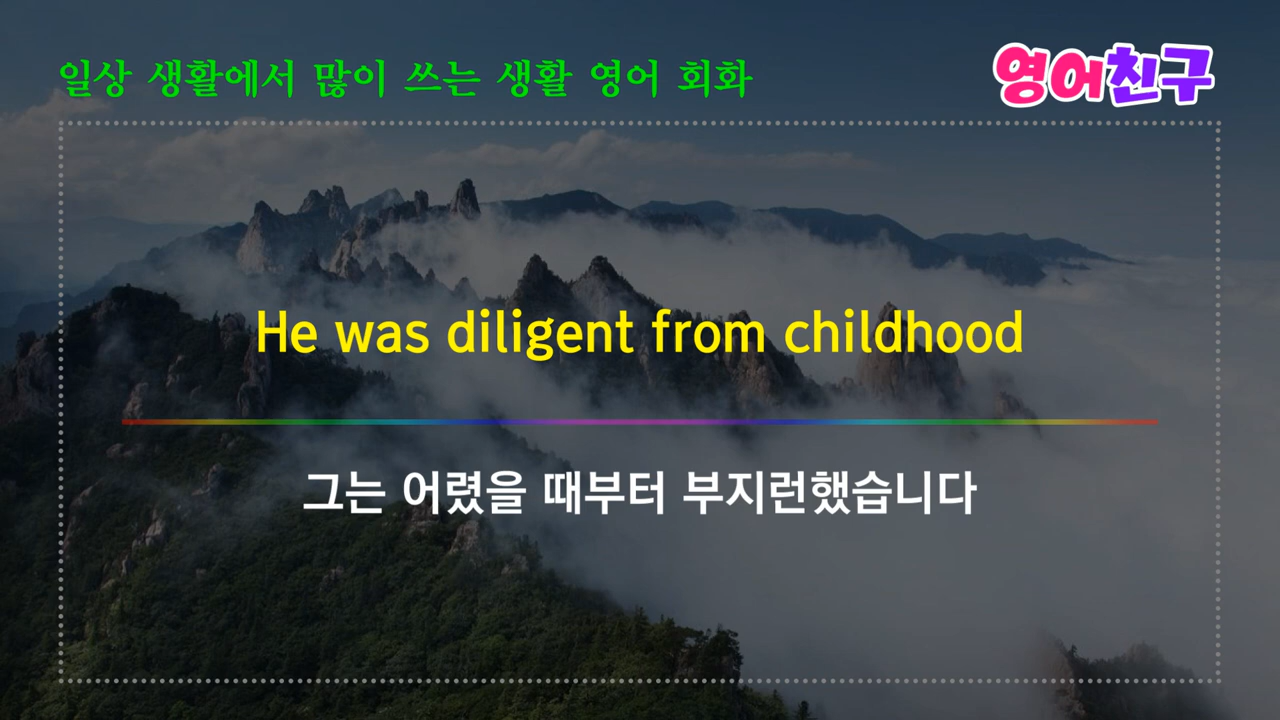 일상 생활에서 많이 쓰는 생활 영어 회화
영어친구
He was diligent from childhood
그는 어렸을 때부터 부지런했습니다